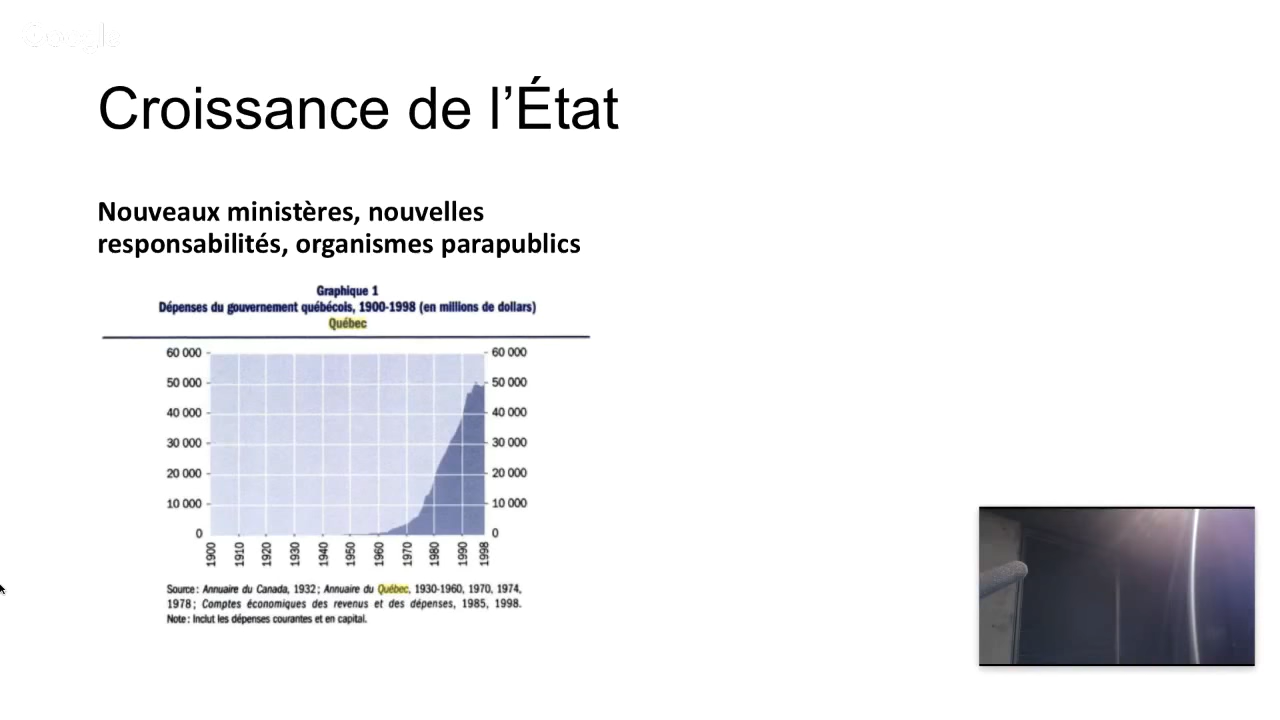 Google
Croissance de l’État
Nouveaux ministères, nouvelles
responsabilités, organismes parapublics
Graphique 1
Dépenses du gouvernement québécois, 1900-1998 (en millions de dollars)
Québec
60 000 60 000
50 000 50 000
40 000 40 000
30 000 30 000
20 000 20 000
10 000 10 000
0 0
1900 1910 1920 1930 1940 1950 1960 1970 1980 1990 1998
Source : Annuaire du Canada, 1932 ; Annuaire du Québec, 1930-1960, 1970, 1974,
1978 ; Comptes économiques des revenus et des dépenses, 1985, 1998.
Note : Inclut les dépenses courantes et en capital.